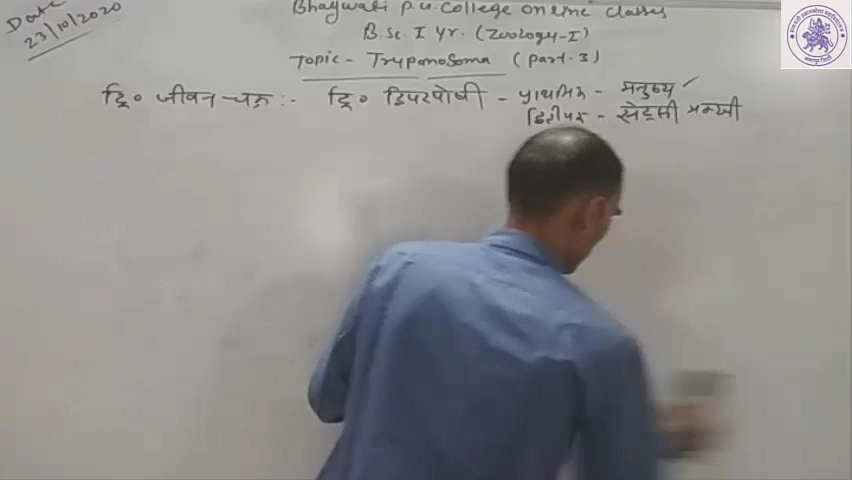 Date
23/10/2020
Bhagwati P.U. College Online Classes
B.Sc. I Yr. (Zoology-I)
Topic - Tryponosoma (Part-3)
ट्रि० जीवन-चक्र :- ट्रि० डिपरपोषी - प्राथमिक - मनुष्य ✓
द्वितीयक - सेट्सी मक्खी